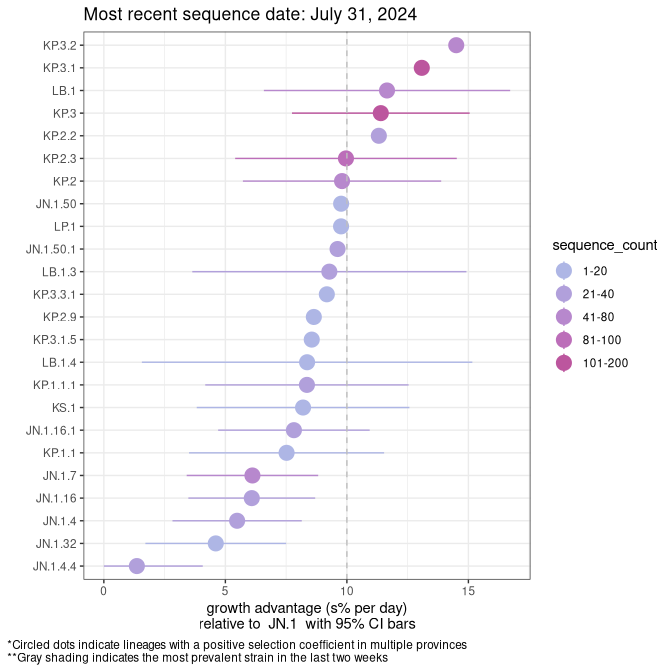 Most recent sequence date: July 31, 2024
KP.3.2
KP.3.1
LB.1
KP.3
KP.2.2
KP.2.3
KP.2
JN.1.50
LP.1
JN.1.50.1
LB.1.3
KP.3.3.1
KP.2.9
KP.3.1.5
LB.1.4
KP.1.1.1
KS.1
JN.1.16.1
KP.1.1
JN.1.7
JN.1.16
JN.1.4
JN.1.32
JN.1.4.4
0 5 10 15
growth advantage (s% per day)
relative to JN.1 with 95% CI bars
sequence_count
1-20
21-40
41-80
81-100
101-200
*Circled dots indicate lineages with a positive selection coefficient in multiple provinces
**Gray shading indicates the most prevalent strain in the last two weeks